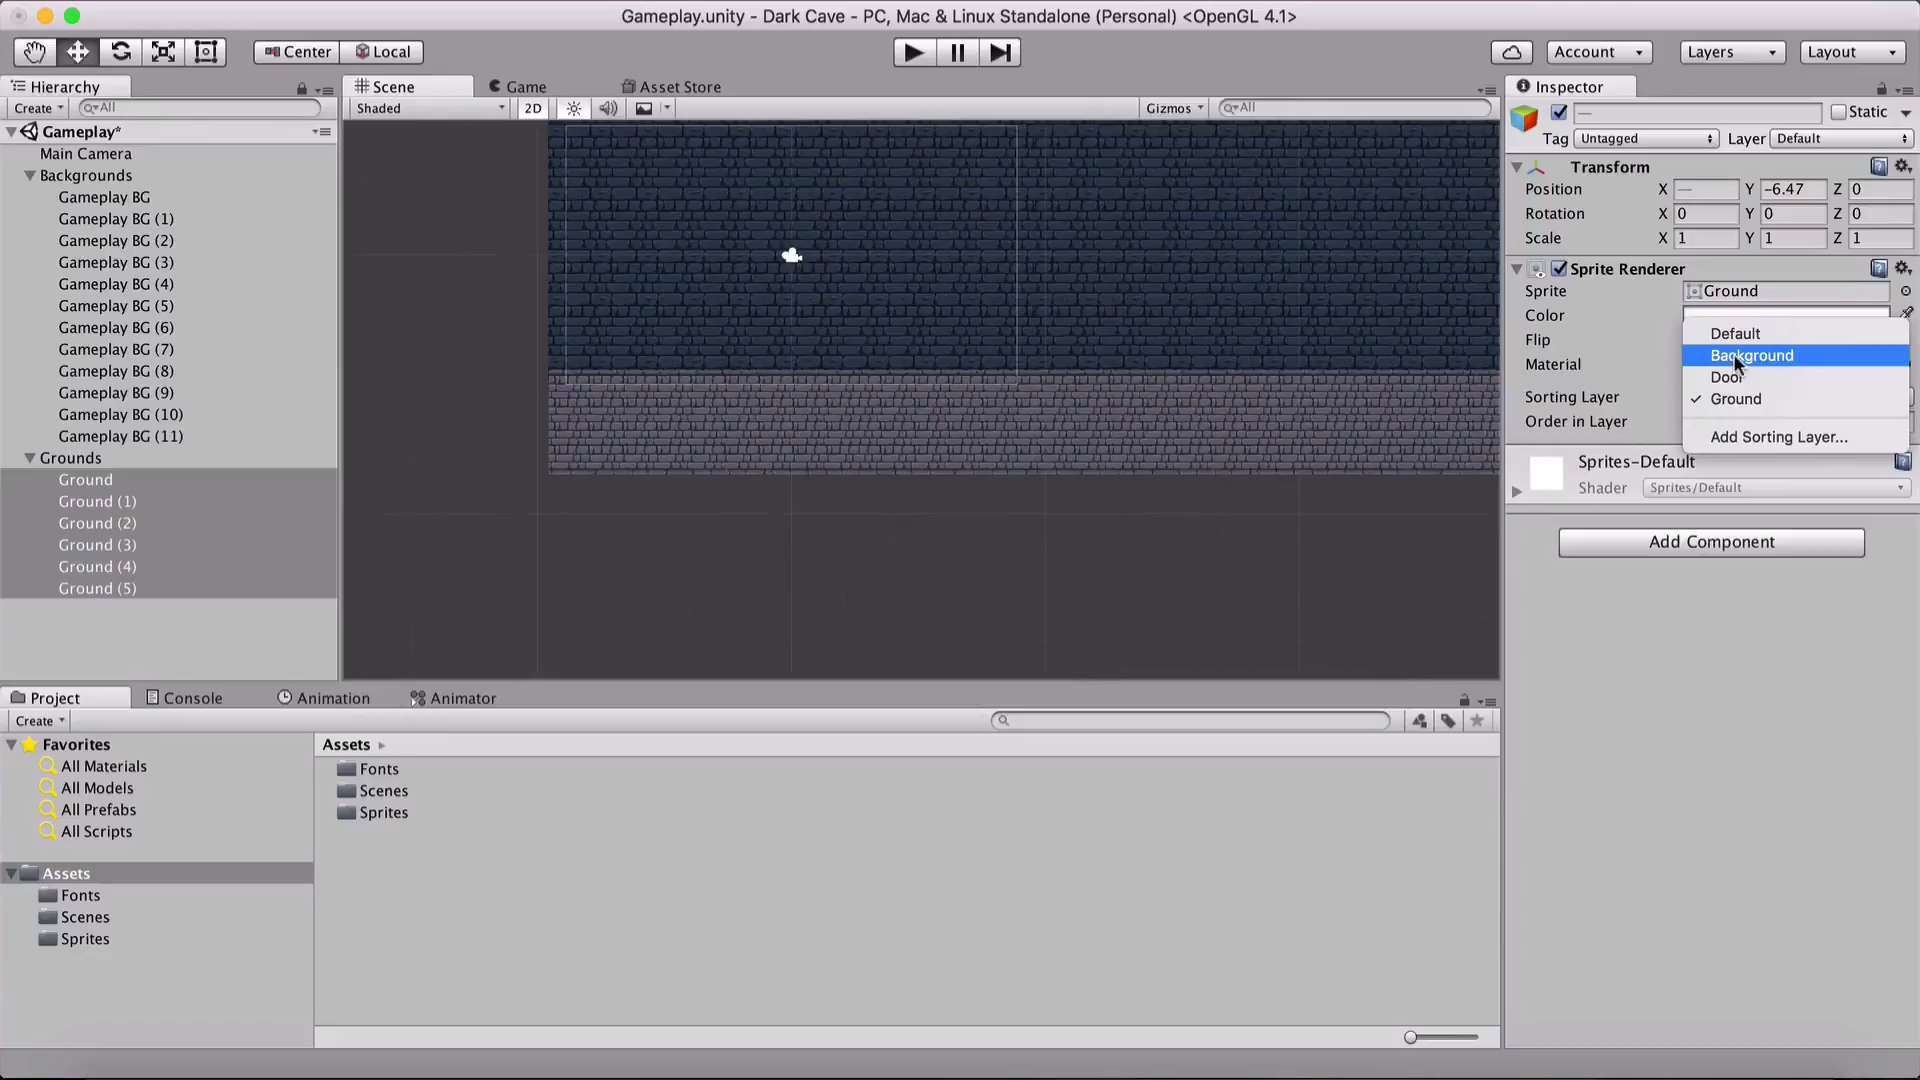 Gameplay.unity - Dark Cave - PC, Mac & Linux Standalone (Personal) <OpenGL 4.1>
Center Local Account Layers Layout
Hierarchy
Create All
Gameplay*
Main Camera
Backgrounds
Gameplay BG
Gameplay BG (1)
Gameplay BG (2)
Gameplay BG (3)
Gameplay BG (4)
Gameplay BG (5)
Gameplay BG (6)
Gameplay BG (7)
Gameplay BG (8)
Gameplay BG (9)
Gameplay BG (10)
Gameplay BG (11)
Grounds
Ground
Ground (1)
Ground (2)
Ground (3)
Ground (4)
Ground (5)
Scene Game Asset Store
Shaded 2D Gizmos All
Inspector
— Static
Tag Untagged Layer Default
Transform
Position X — Y -6.47 Z 0
Rotation X 0 Y 0 Z 0
Scale X 1 Y 1 Z 1
Sprite Renderer
Sprite Ground
Color
Flip
Material
Sorting Layer
Order in Layer
Default
Background
Door
Ground
Add Sorting Layer...
Sprites-Default
Shader Sprites/Default
Add Component
Project Console Animation Animator
Create
Favorites
All Materials
All Models
All Prefabs
All Scripts
Assets
Fonts
Scenes
Sprites
Assets
Fonts
Scenes
Sprites